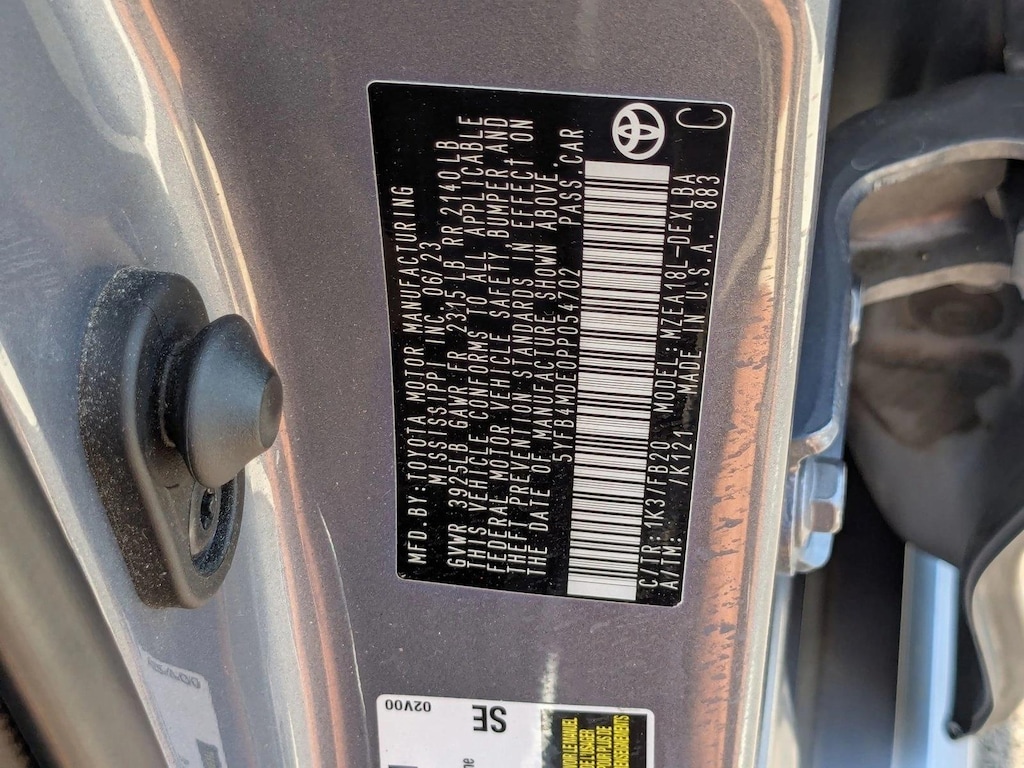 MFD.BY:TOYOTA MOTOR MANUFACTURING
MISSISSIPPI INC.06/23
GVWR 3925LB GAWR FR 2375 LB RR 2140LB
THIS VEHICLE CONFORMS TO ALL APPLICABLE
FEDERAL MOTOR VEHICLE SAFETY, BUMPER,AND
THEFT PREVENTION STANDARDS IN EFFECT ON
THE DATE OF MANUFACTURE SHOWN ABOVE.
5YFB4MDE0PP054702 PASS.CAR
C/TR: 1K3/FB20 MODEL:MZEA18L-DEXLBA
A/TM: /K121 MADE IN U.S.A. 883
C
02V00
SE